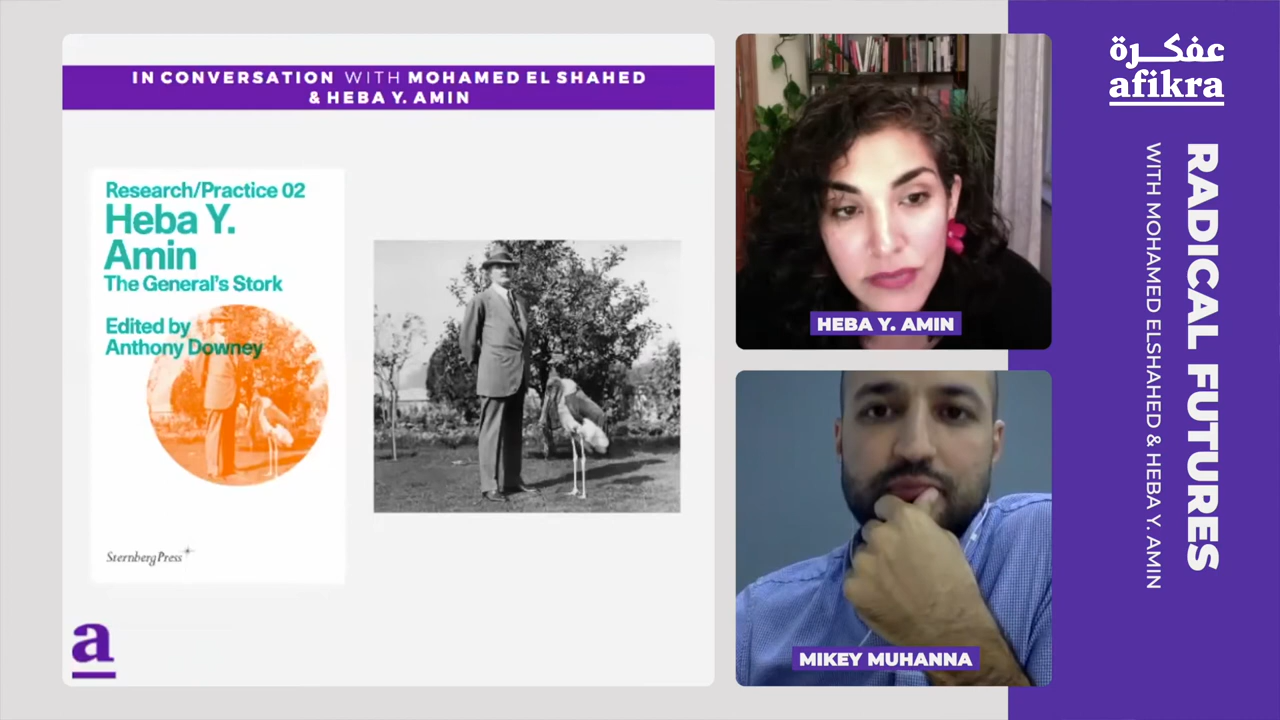 IN CONVERSATION WITH MOHAMED EL SHAHED
& HEBA Y. AMIN
Research/Practice 02
Heba Y.
Amin
The General's Stork
Edited by
Anthony Downey
Sternberg Press
a
HEBA Y. AMIN
MIKEY MUHANNA
عفكرة
afikra
RADICAL FUTURES
WITH MOHAMED ELSHAHED & HEBA Y. AMIN